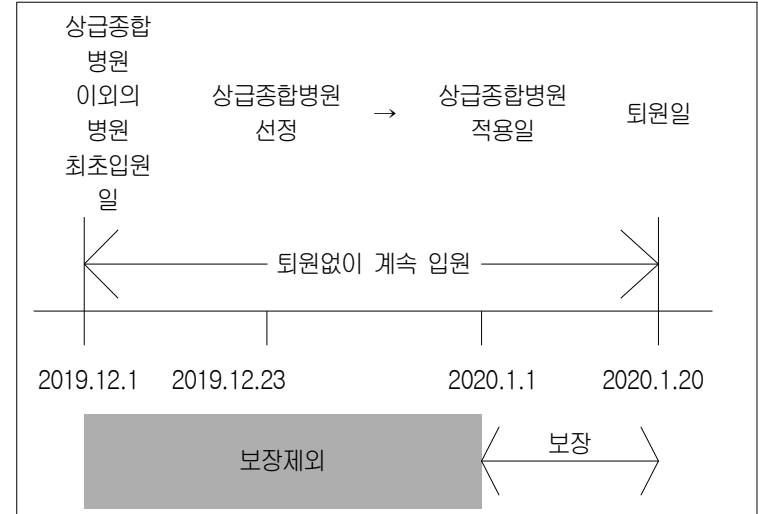 상급종합
병원
이외의
병원
최초입원
일
상급종합병원
선정
→
상급종합병원
적용일
퇴원일
퇴원없이 계속 입원
2019.12.1
2019.12.23
2020.1.1
2020.1.20
보장제외
보장